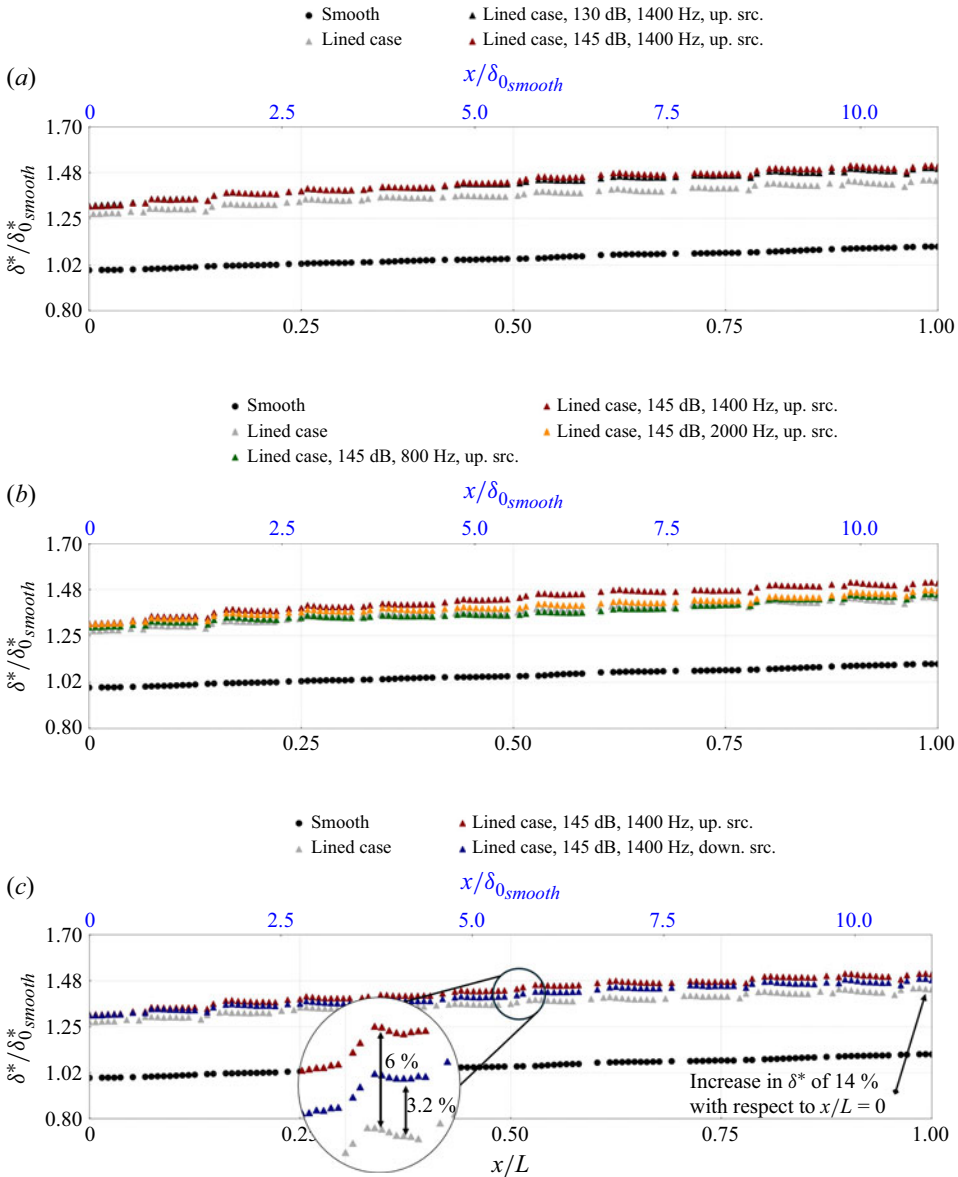 Smooth
Lined case, 130 dB, 1400 Hz, up. src.
Lined case
Lined case, 145 dB, 1400 Hz, up. src.
(a)
x/δ0smooth
0 2.5 5.0 7.5 10.0
1.70
1.48
1.25
1.02
0.80
δ*/δ0*smooth
0 0.25 0.50 0.75 1.00
Smooth
Lined case, 145 dB, 1400 Hz, up. src.
Lined case
Lined case, 145 dB, 2000 Hz, up. src.
Lined case, 145 dB, 800 Hz, up. src.
(b)
x/δ0smooth
0 2.5 5.0 7.5 10.0
1.70
1.48
1.25
1.02
0.80
δ*/δ0*smooth
0 0.25 0.50 0.75 1.00
Smooth
Lined case, 145 dB, 1400 Hz, up. src.
Lined case
Lined case, 145 dB, 1400 Hz, down. src.
(c)
x/δ0smooth
0 2.5 5.0 7.5 10.0
1.70
1.48
1.25
1.02
0.80
δ*/δ0*smooth
6 %
3.2 %
Increase in δ* of 14 %
with respect to x/L = 0
0 0.25 0.50 0.75 1.00
x/L